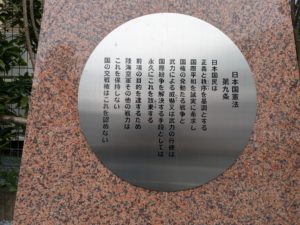 日本国憲法
第九条
日本国民は
正義と秩序を基調とする
国際平和を誠実に希求し
国権の発動たる戦争と
武力による威嚇又は武力の行使は
国際紛争を解決する手段としては
永久にこれを放棄する
前項の目的を達するため
陸海空軍その他の戦力は
これを保持しない
国の交戦権はこれを認めない